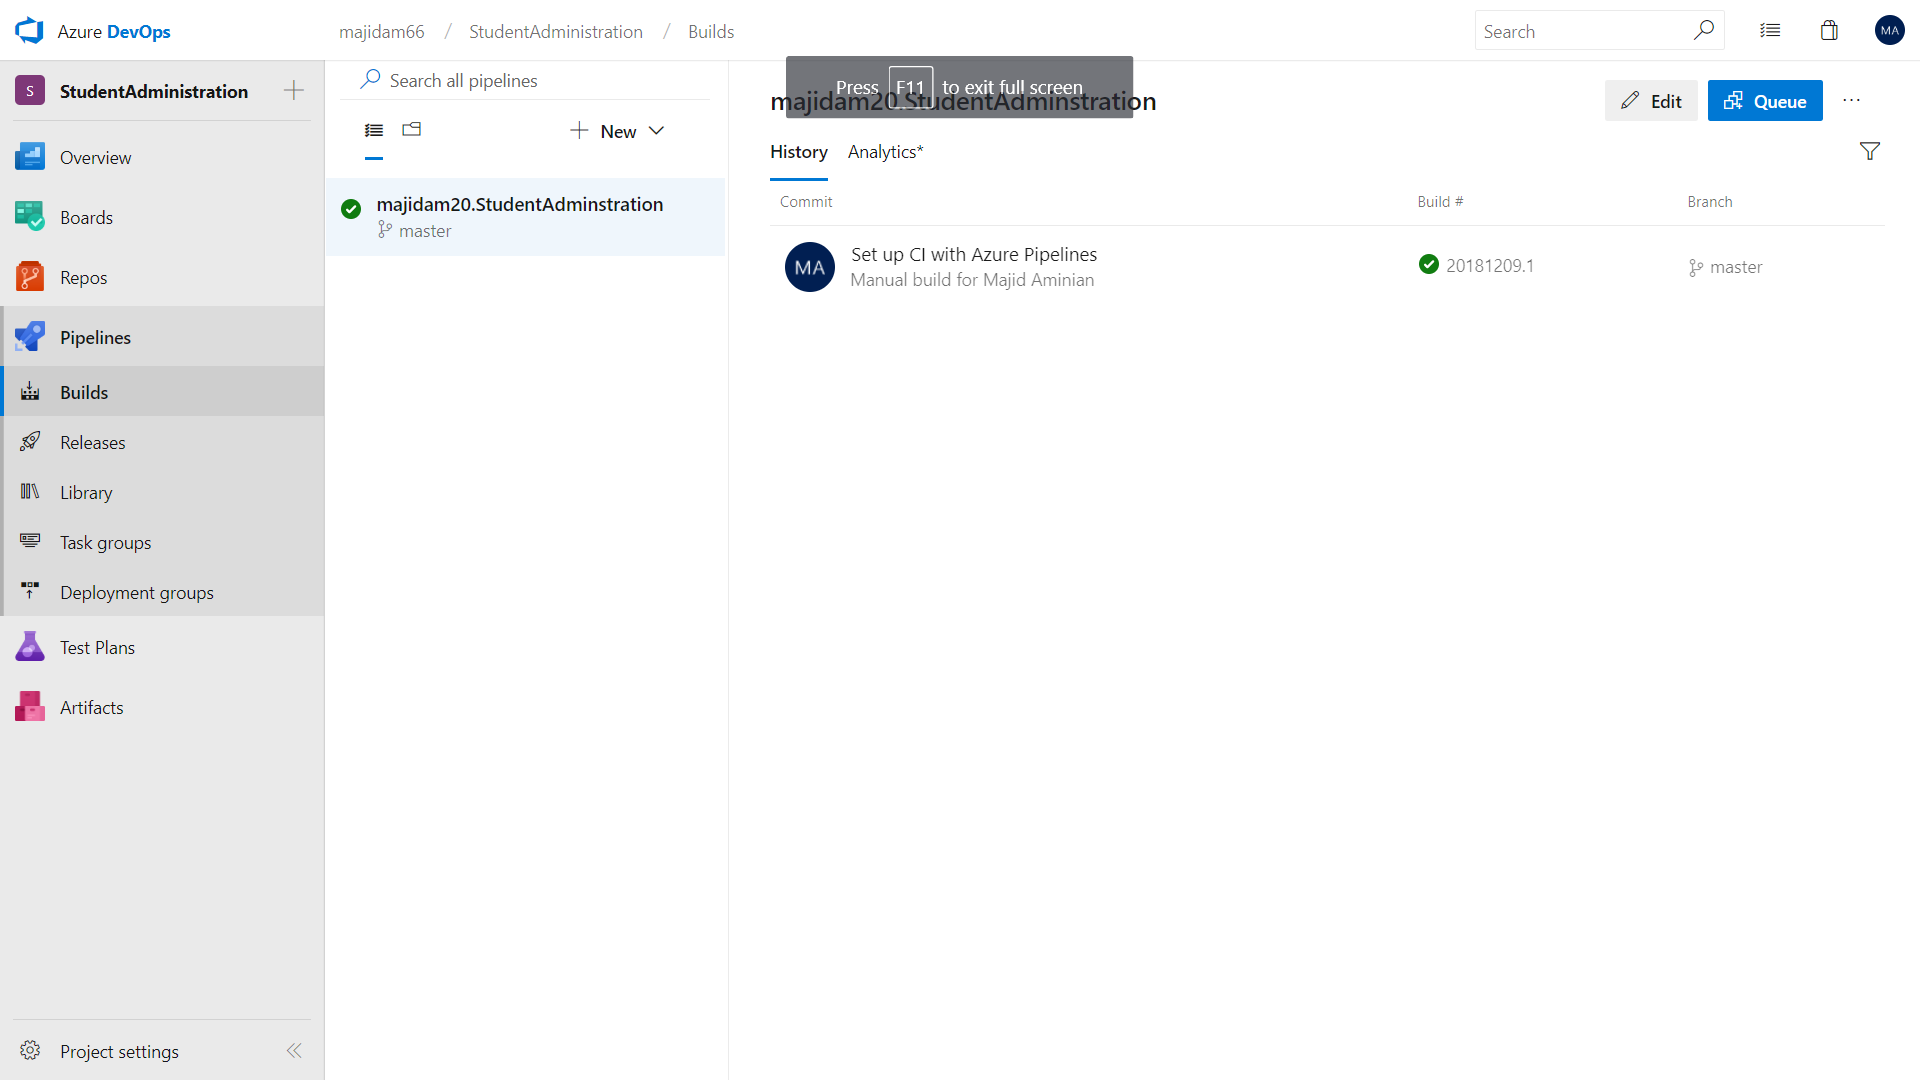 Azure DevOps
majidam66 / StudentAdministration / Builds
Search
MA
S StudentAdministration
Overview
Boards
Repos
Pipelines
Builds
Releases
Library
Task groups
Deployment groups
Test Plans
Artifacts
Project settings
Search all pipelines
New
majidam20.StudentAdminstration
master
Press F11 to exit full screen
majidam20.StudentAdminstration
Edit
Queue
History Analytics*
Commit Build # Branch
MA Set up CI with Azure Pipelines 20181209.1 master
Manual build for Majid Aminian